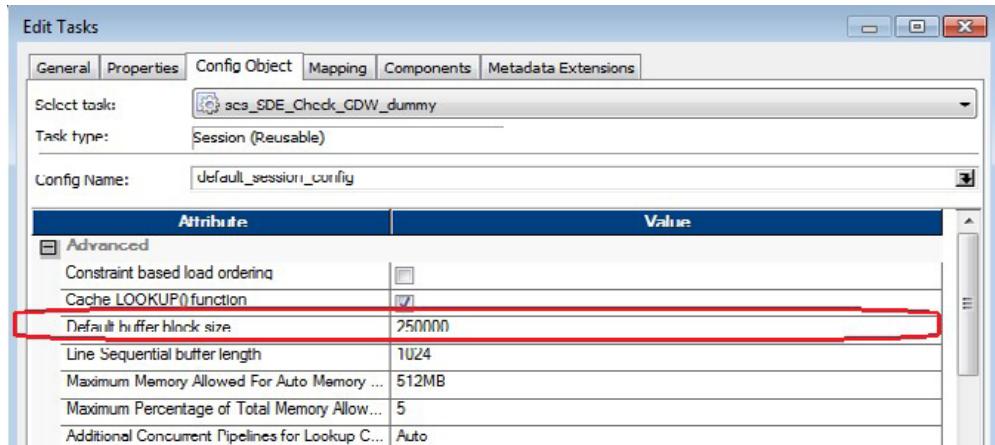 Edit Tasks
General Properties Config Object Mapping Components Metadata Extensions
Select task: ses_SDE_Check_GDW_dummy
Task type: Session (Reusable)
Config Name: default_session_config
Attribute Value
Advanced
Constraint based load ordering
Cache LOOKUP() function
Default buffer block size 250000
Line Sequential buffer length 1024
Maximum Memory Allowed For Auto Memory ... 512MB
Maximum Percentage of Total Memory Allow... 5
Additional Concurrent Pipelines for Lookup C... Auto